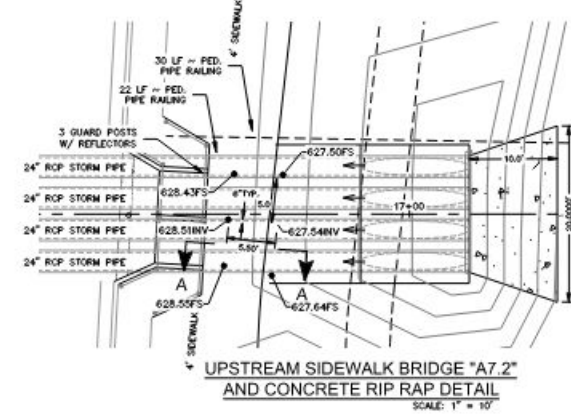 4' SIDEWALK
30 LF ~ PED.
PIPE RAILING
22 LF ~ PED.
PIPE RAILING
3 GUARD POSTS
W/ REFLECTORS
627.50FS
10.0'
24" RCP STORM PIPE
628.43FS
6"TYP.
5.0
20.0000'
24" RCP STORM PIPE
17+00
24" RCP STORM PIPE
628.51INV
627.54INV
5.50'
24" RCP STORM PIPE
A
A
628.55FS
627.64FS
4' SIDEWALK
UPSTREAM SIDEWALK BRIDGE "A7.2"
AND CONCRETE RIP RAP DETAIL
SCALE: 1" = 10'